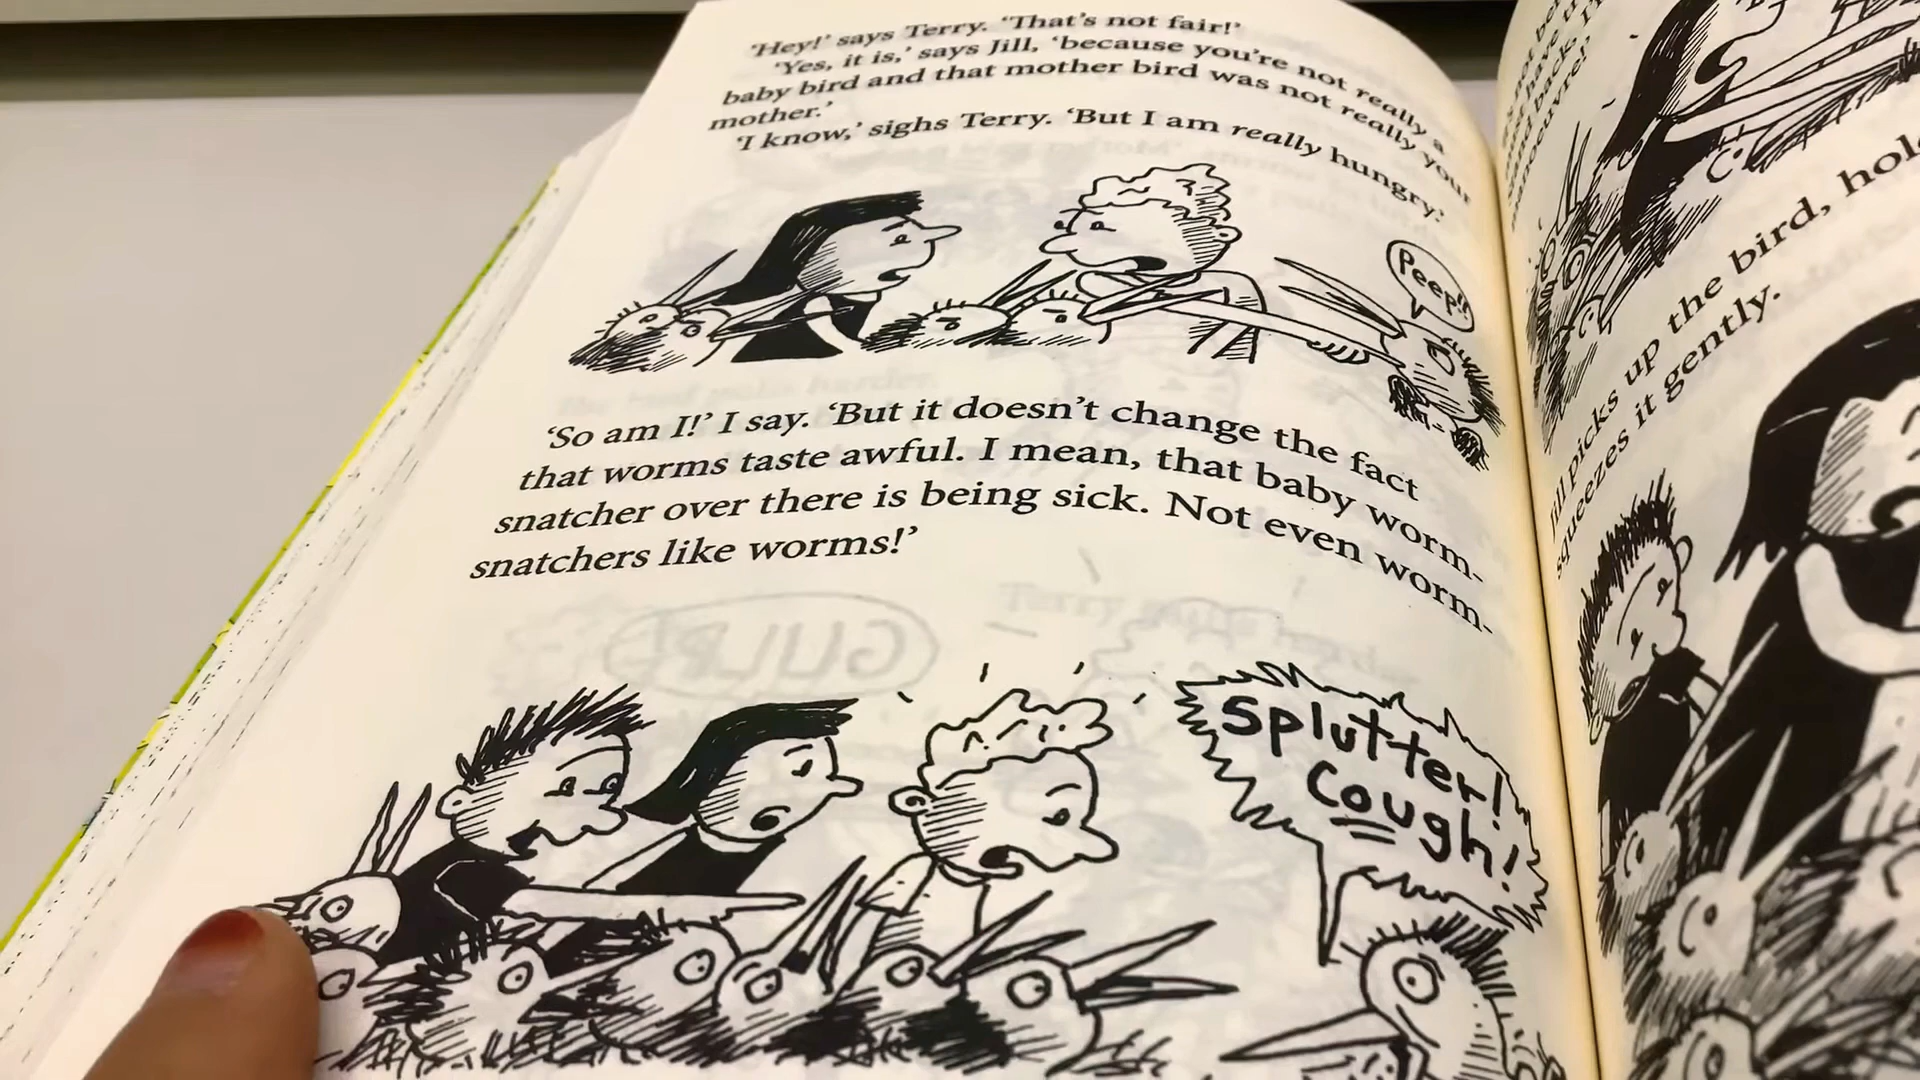 ‘Hey!’ says Terry. ‘That’s not fair!’
‘Yes, it is,’ says Jill, ‘because you’re not really a
baby bird and that mother bird was not really your
mother.’
‘I know,’ sighs Terry. ‘But I am really hungry.’
Peep!!
‘So am I!’ I say. ‘But it doesn’t change the fact
that worms taste awful. I mean, that baby worm-
snatcher over there is being sick. Not even worm-
snatchers like worms!’
Splutter!
Cough!
Jill picks up the bird,
squeezes it gently.